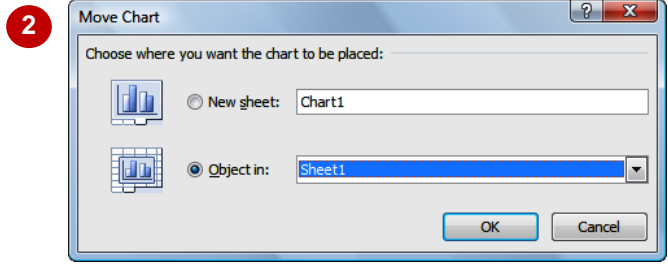 2
Move Chart
Choose where you want the chart to be placed:
New sheet: Chart1
Object in: Sheet1
OK Cancel